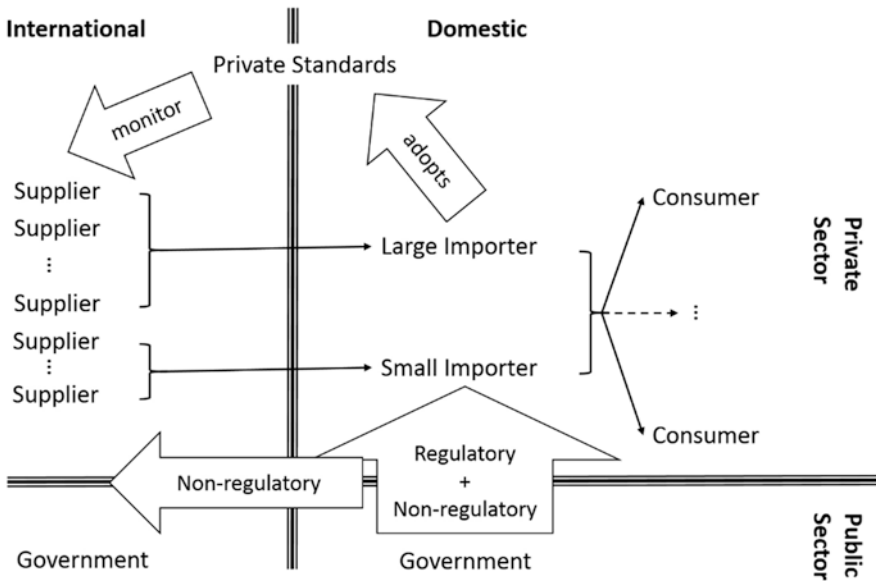 International
Domestic
Private Standards
monitor
adopts
Supplier
Supplier
...
Supplier
Supplier
...
Supplier
Large Importer
Small Importer
Consumer
...
Consumer
Private
Sector
Non-regulatory
Regulatory
+
Non-regulatory
Government
Government
Public
Sector